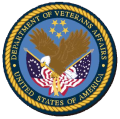 DEPARTMENT OF VETERANS AFFAIRS
UNITED STATES OF AMERICA